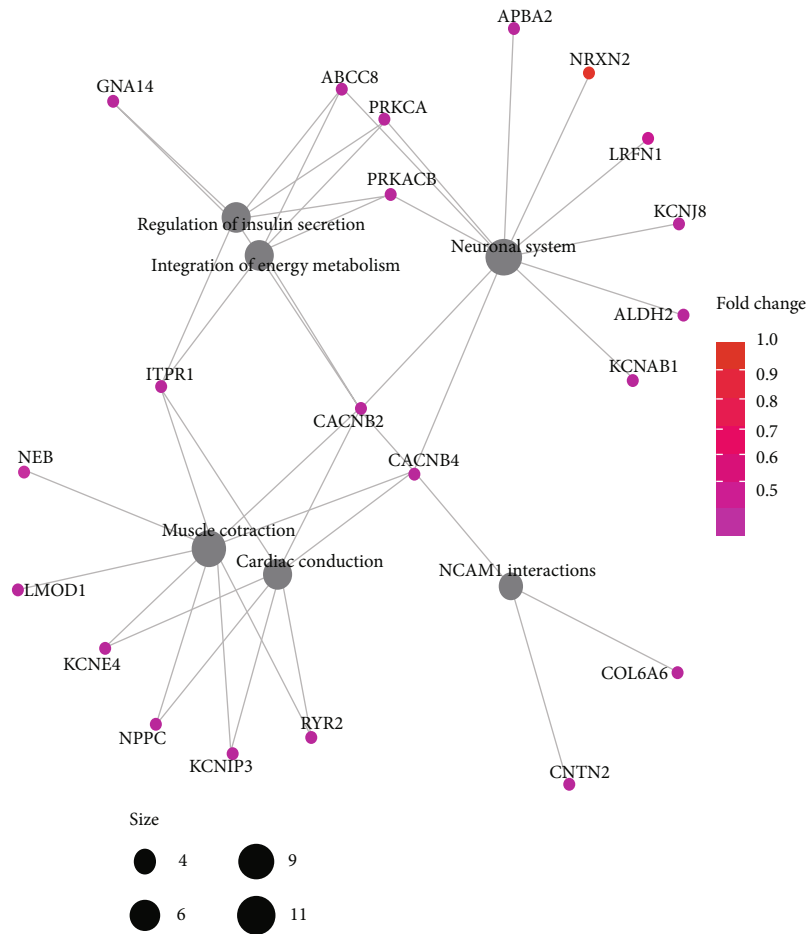 APBA2
NRXN2
GNA14
ABCC8
PRKCA
LRFN1
PRKACB
KCNJ8
Regulation of insulin secretion
Neuronal system
Integration of energy metabolism
Fold change
ALDH2
1.0
KCNAB1
0.9
ITPR1
0.8
CACNB2
0.7
NEB
CACNB4
0.6
0.5
Muscle cotraction
Cardiac conduction
NCAM1 interactions
LMOD1
KCNE4
COL6A6
NPPC
RYR2
KCNIP3
CNTN2
Size
4
9
6
11